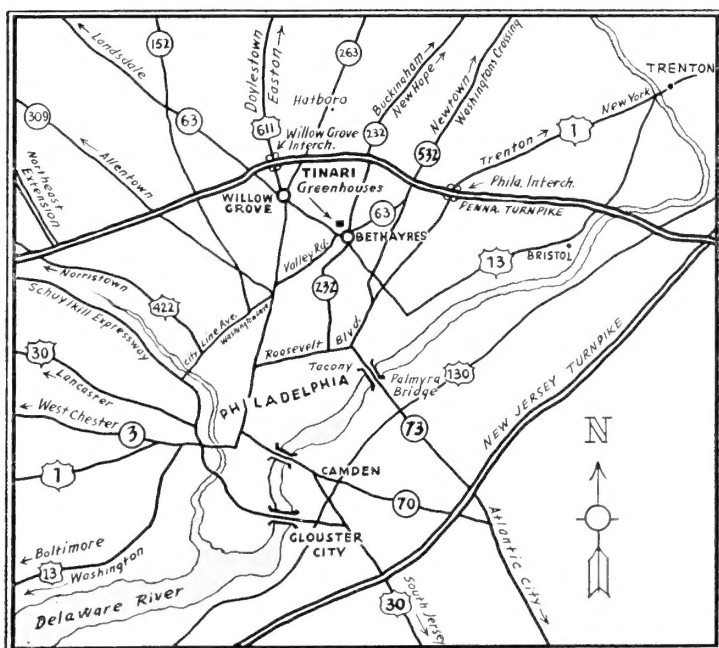 Landsdale
152
Doylestown
Easton
263
Hatboro
Buckingham
New Hope
Newtown
Washingtons Crossing
TRENTON
309
63
611
232
532
Trenton
New York
1
Allentown
Willow Grove
Interch.
Northeast
Extension
TINARI
Greenhouses
Phila. Interch.
WILLOW
GROVE
63
PENNA. TURNPIKE
BETHAYRES
Valley Rd.
13
BRISTOL
Norristown
Schuylkill Expressway
422
City Line Ave.
Washington Lane
232
Roosevelt Blvd.
30
Lancaster
Tacony
PHILADELPHIA
Palmyra
Bridge
130
NEW JERSEY TURNPIKE
West Chester
3
73
N
1
CAMDEN
70
GLOUSTER
CITY
Atlantic City
Baltimore
13
Washington
Delaware River
30
South Jersey